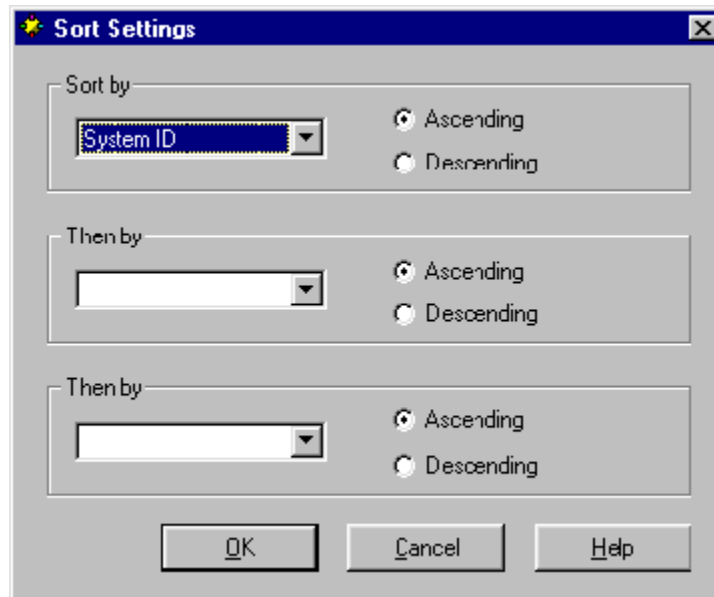 Sort Settings
Sort by
System ID
Ascending
Descending
Then by
Ascending
Descending
Then by
Ascending
Descending
OK Cancel Help